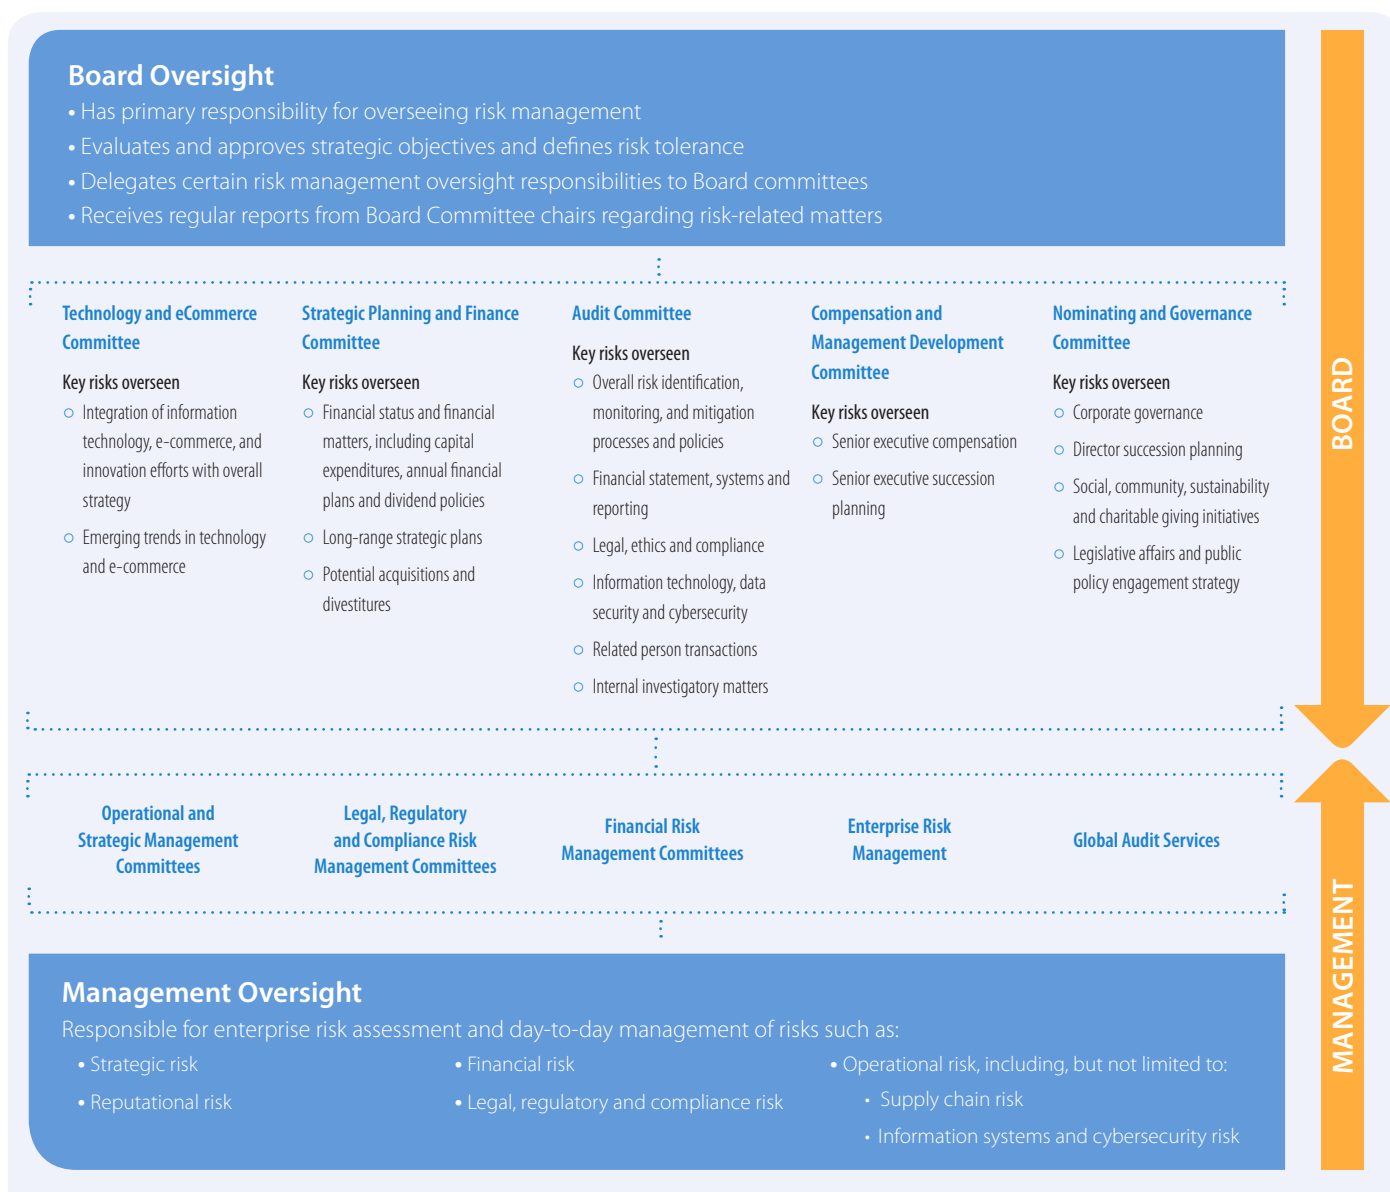 Board Oversight
• Has primary responsibility for overseeing risk management
• Evaluates and approves strategic objectives and defines risk tolerance
• Delegates certain risk management oversight responsibilities to Board committees
• Receives regular reports from Board Committee chairs regarding risk-related matters
Technology and eCommerce
Committee
Key risks overseen
Integration of information
technology, e-commerce, and
innovation efforts with overall
strategy
Emerging trends in technology
and e-commerce
Strategic Planning and Finance
Committee
Key risks overseen
Financial status and financial
matters, including capital
expenditures, annual financial
plans and dividend policies
Long-range strategic plans
Potential acquisitions and
divestitures
Audit Committee
Key risks overseen
Overall risk identification,
monitoring, and mitigation
processes and policies
Financial statement, systems and
reporting
Legal, ethics and compliance
Information technology, data
security and cybersecurity
Related person transactions
Internal investigatory matters
Compensation and
Management Development
Committee
Key risks overseen
Senior executive compensation
Senior executive succession
planning
Nominating and Governance
Committee
Key risks overseen
Corporate governance
Director succession planning
Social, community, sustainability
and charitable giving initiatives
Legislative affairs and public
policy engagement strategy
BOARD
Operational and
Strategic Management
Committees
Legal, Regulatory
and Compliance Risk
Management Committees
Financial Risk
Management Committees
Enterprise Risk
Management
Global Audit Services
MANAGEMENT
Management Oversight
Responsible for enterprise risk assessment and day-to-day management of risks such as:
• Strategic risk
• Reputational risk
• Financial risk
• Legal, regulatory and compliance risk
• Operational risk, including, but not limited to:
• Supply chain risk
• Information systems and cybersecurity risk